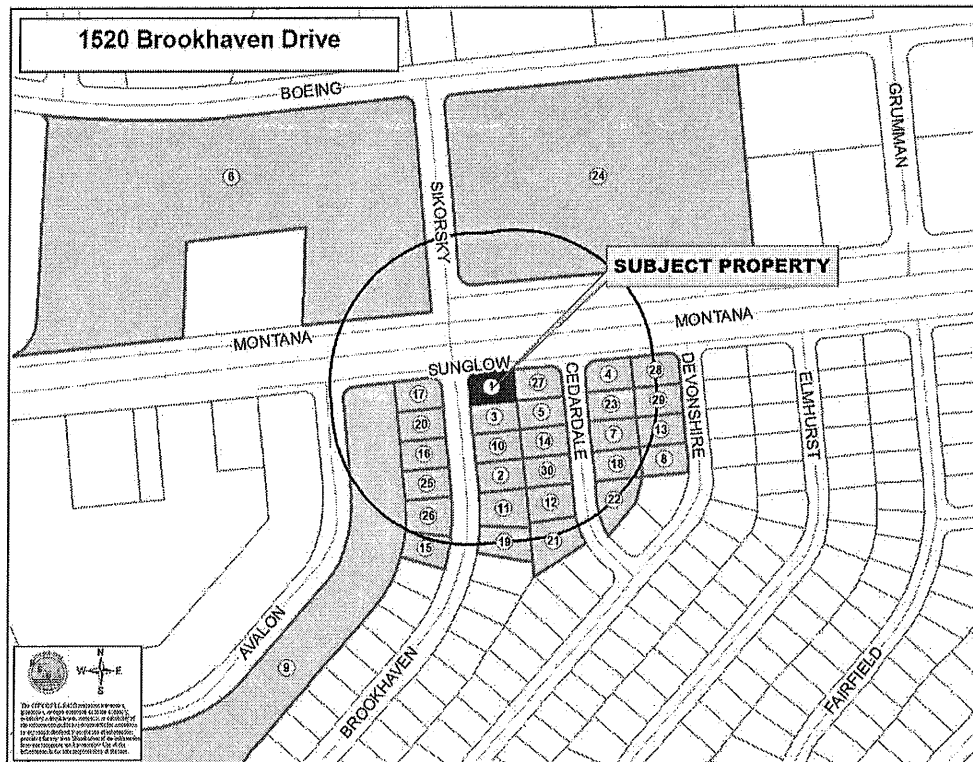 1520 Brookhaven Drive
BOEING
GRUMMAN
6
24
SIKORSKY
SUBJECT PROPERTY
MONTANA
MONTANA
SUNGLOW
1
27
CEDARDALE
4
28
DEVONSHIRE
ELMHURST
17
3
5
23
29
20
10
14
7
13
16
2
30
18
8
25
11
12
22
26
19
21
15
AVALON
9
BROOKHAVEN
FAIRFIELD
N
W
E
S